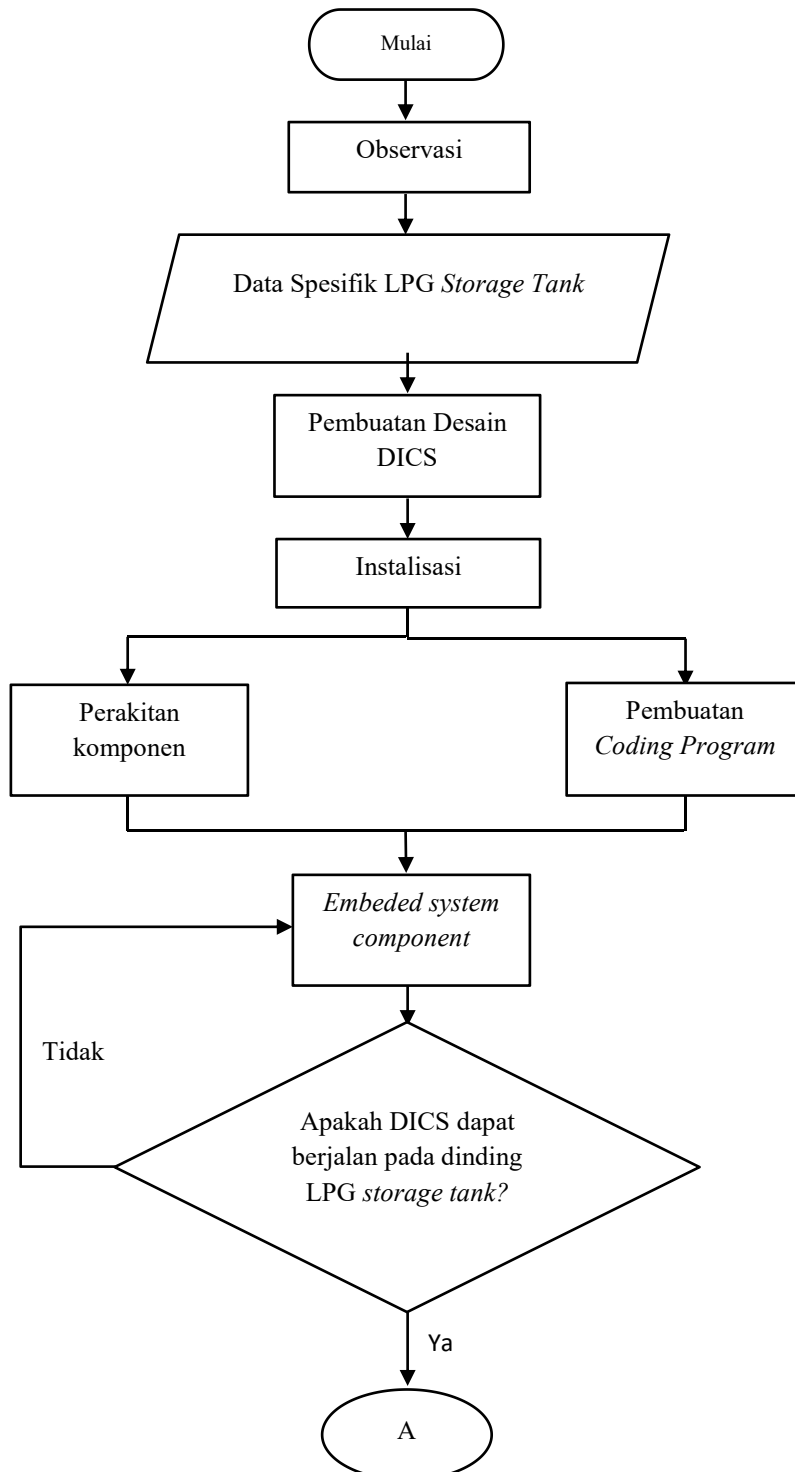 Mulai
Observasi
Data Spesifik LPG Storage Tank
Pembuatan Desain
DICS
Instalisasi
Perakitan
komponen
Pembuatan
Coding Program
Embeded system
component
Tidak
Apakah DICS dapat
berjalan pada dinding
LPG storage tank?
Ya
A